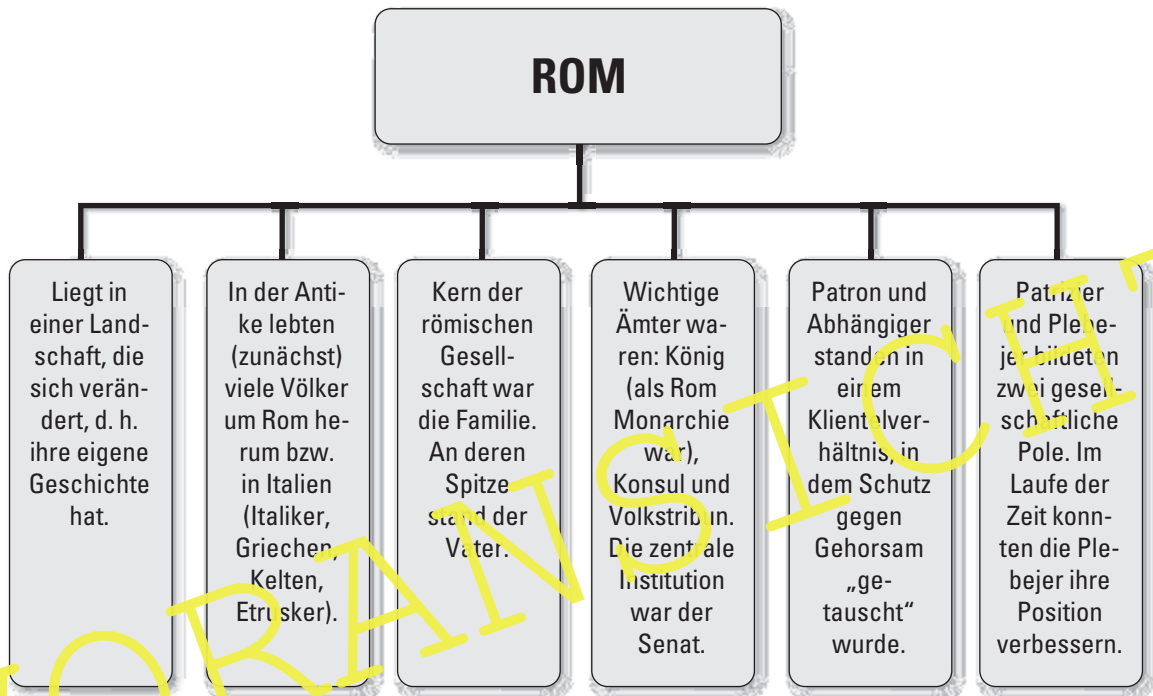 ROM
Liegt in
einer Land-
schaft, die
sich verän-
dert, d. h.
ihre eigene
Geschichte
hat.
In der Anti-
ke lebten
(zunächst)
viele Völker
um Rom he-
rum bzw.
in Italien
(Italiker,
Griechen,
Kelten,
Etrusker).
Kern der
römischen
Gesell-
schaft war
die Familie.
An deren
Spitze
stand der
Vater.
Wichtige
Ämter wa-
ren: König
(als Rom
Monarchie
war),
Konsul und
Volkstribun.
Die zentrale
Institution
war der
Senat.
Patron und
Abhängiger
standen in
einem
Klientelver-
hältnis, in
dem Schutz
gegen
Gehorsam
„ge-
tauscht“
wurde.
Patrizier
und Plebe-
jer bildeten
zwei gesell-
schaftliche
Pole. Im
Laufe der
Zeit konn-
ten die Ple-
bejer ihre
Position
verbessern.
ORANSICHT